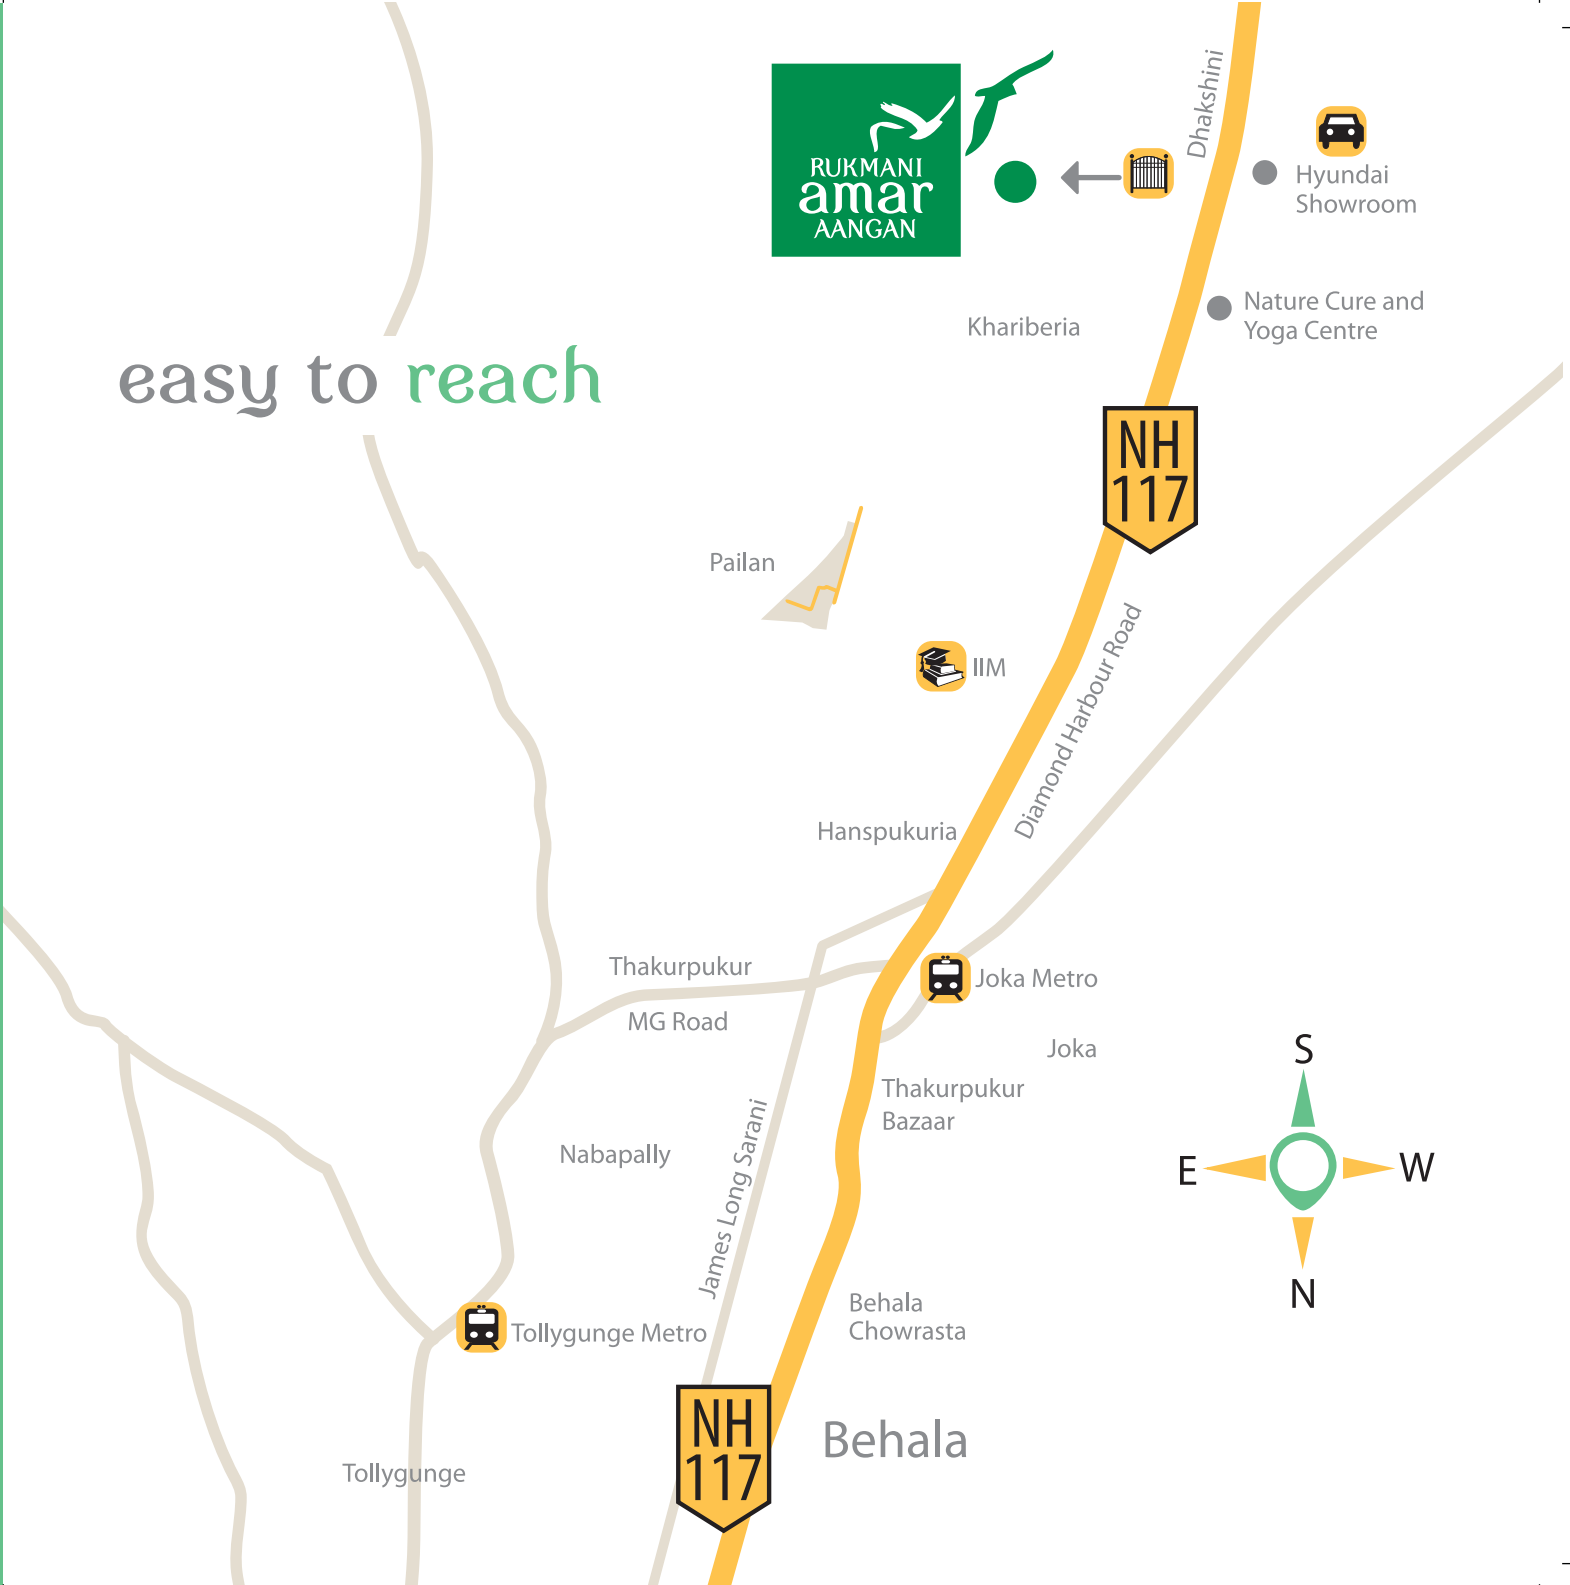 Dhakshini
RUKMANI
amar
AANGAN
Hyundai
Showroom
Khariberia
Nature Cure and
Yoga Centre
easy to reach
NH
117
Pailan
IIM
Diamond Harbour Road
Hanspukuria
Thakurpukur
MG Road
Joka Metro
Joka
Thakurpukur
Bazaar
Nabapally
James Long Sarani
S
E
W
N
Behala
Chowrasta
Tollygunge Metro
NH
117
Behala
Tollygunge